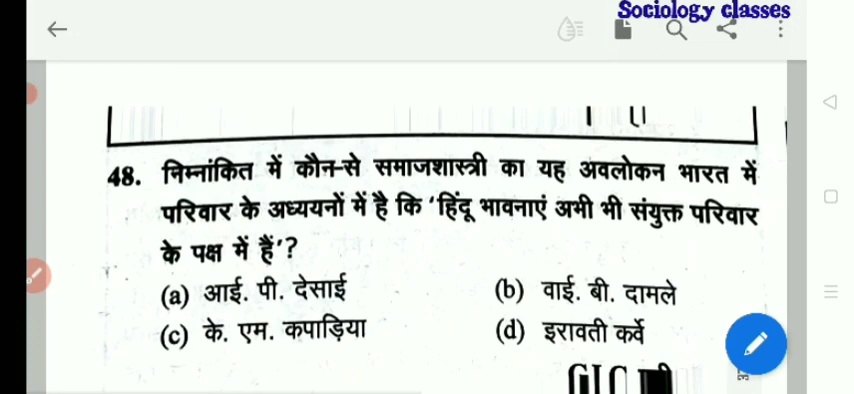 Sociology classes
48. निम्नांकित में कौन-से समाजशास्त्री का यह अवलोकन भारत में
परिवार के अध्ययनों में है कि 'हिंदू भावनाएं अभी भी संयुक्त परिवार
के पक्ष में हैं'?
(a) आई. पी. देसाई (b) वाई. बी. दामले
(c) के. एम. कपाड़िया (d) इरावती कर्वे